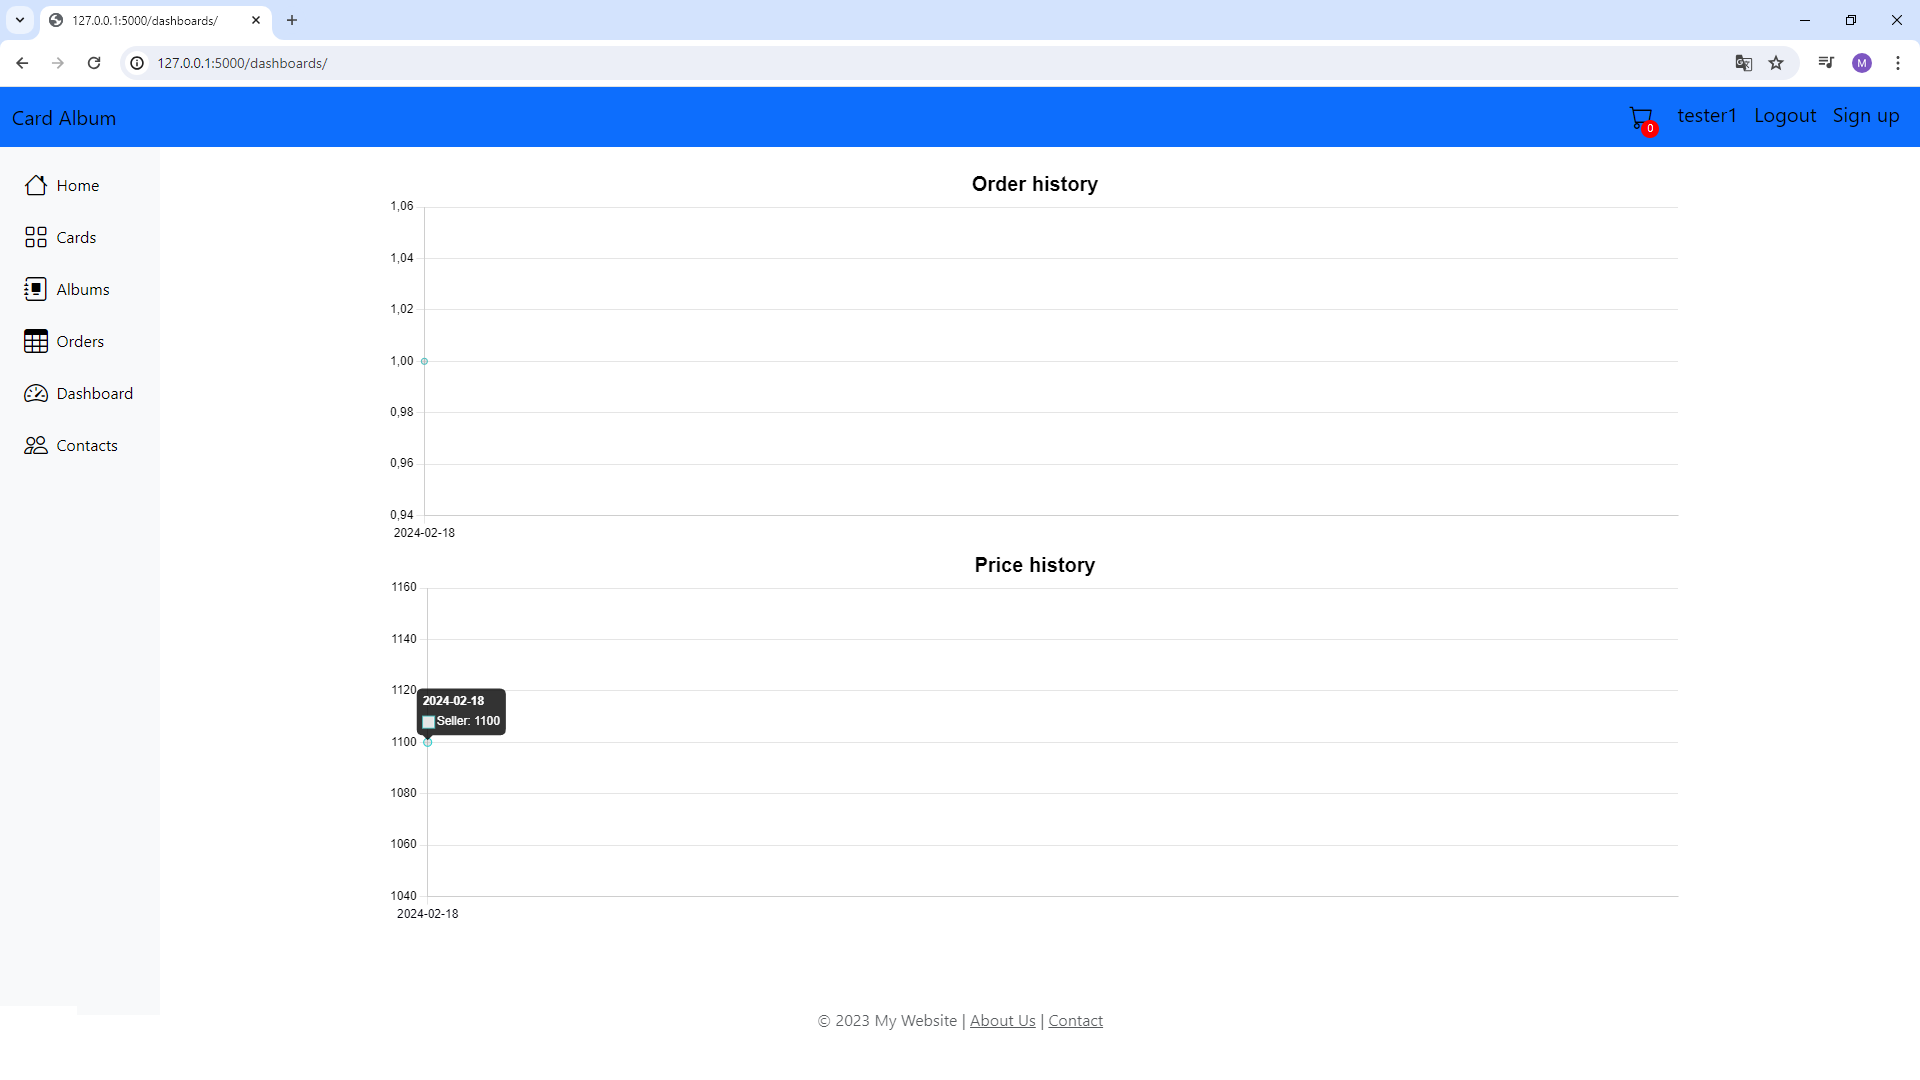 127.0.0.1:5000/dashboards/
127.0.0.1:5000/dashboards/
M
Card Album
0
tester1 Logout Sign up
Home
Cards
Albums
Orders
Dashboard
Contacts
Order history
1,06
1,04
1,02
1,00
0,98
0,96
0,94
2024-02-18
Price history
1160
1140
1120
2024-02-18
Seller: 1100
1100
1080
1060
1040
2024-02-18
© 2023 My Website | About Us | Contact